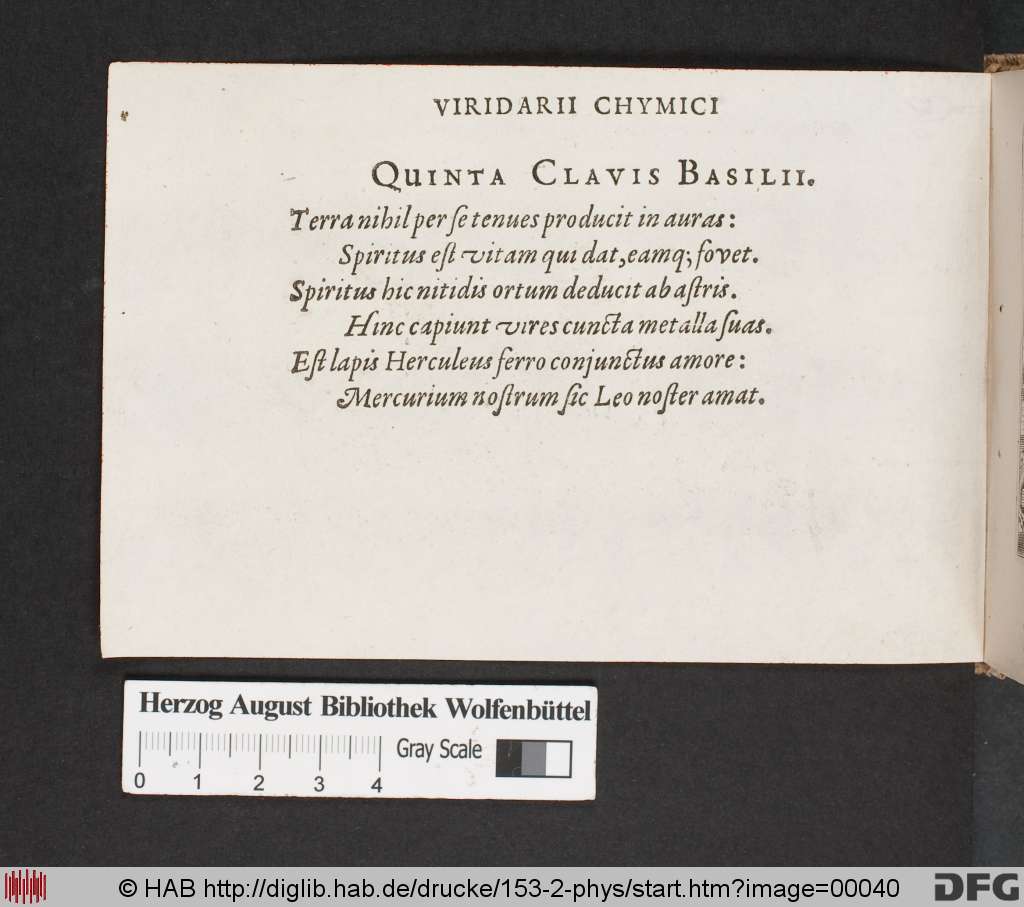 VIRIDARII CHYMICI
QUINTA CLAVIS BASILII.
Terra nihil per ſe tenues producit in auras:
Spiritus eſt vitam qui dat, eamq; fovet.
Spiritus hic nitidis ortum deducit ab aſtris.
Hinc capiunt vires cuncta metalla ſuas.
Eſt lapis Herculeus ferro conjunctus amore:
Mercurium noſtrum ſic Leo noſter amat.
Herzog August Bibliothek Wolfenbüttel
Gray Scale
0 1 2 3 4
© HAB http://diglib.hab.de/drucke/153-2-phys/start.htm?image=00040
DFG